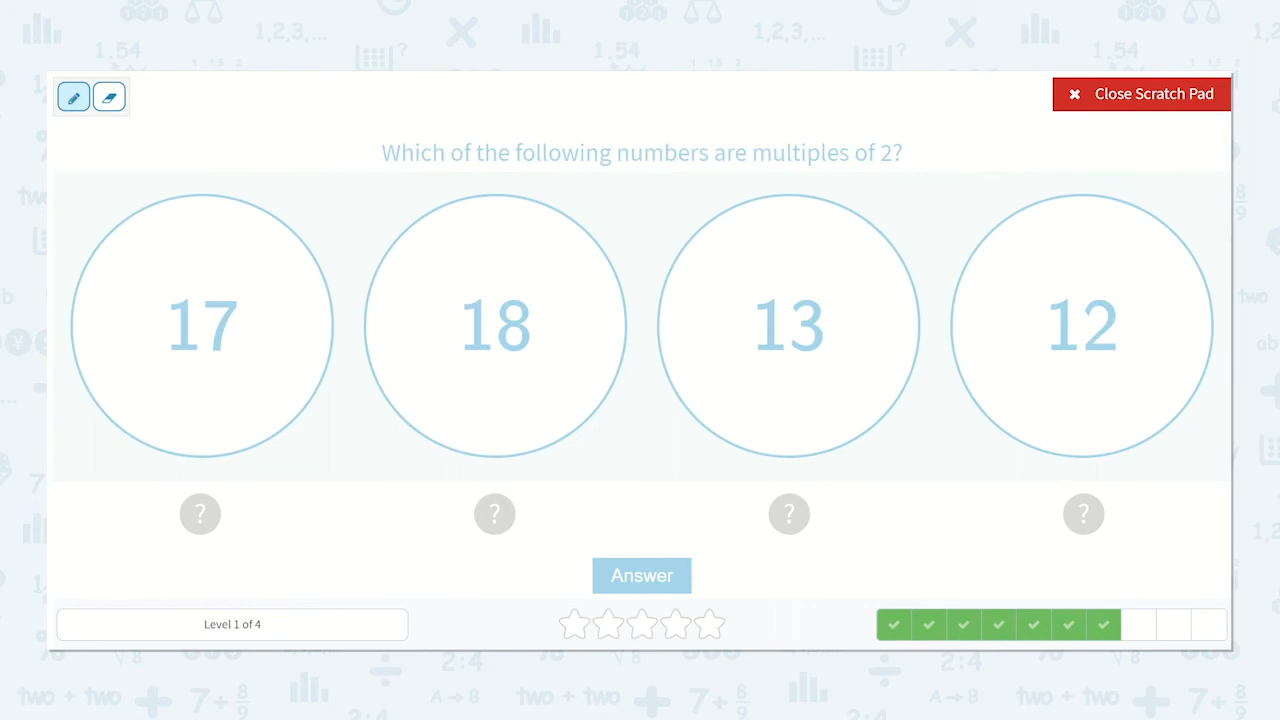 Close Scratch Pad
Which of the following numbers are multiples of 2?
17 18 13 12
? ? ? ?
Answer
Level 1 of 4